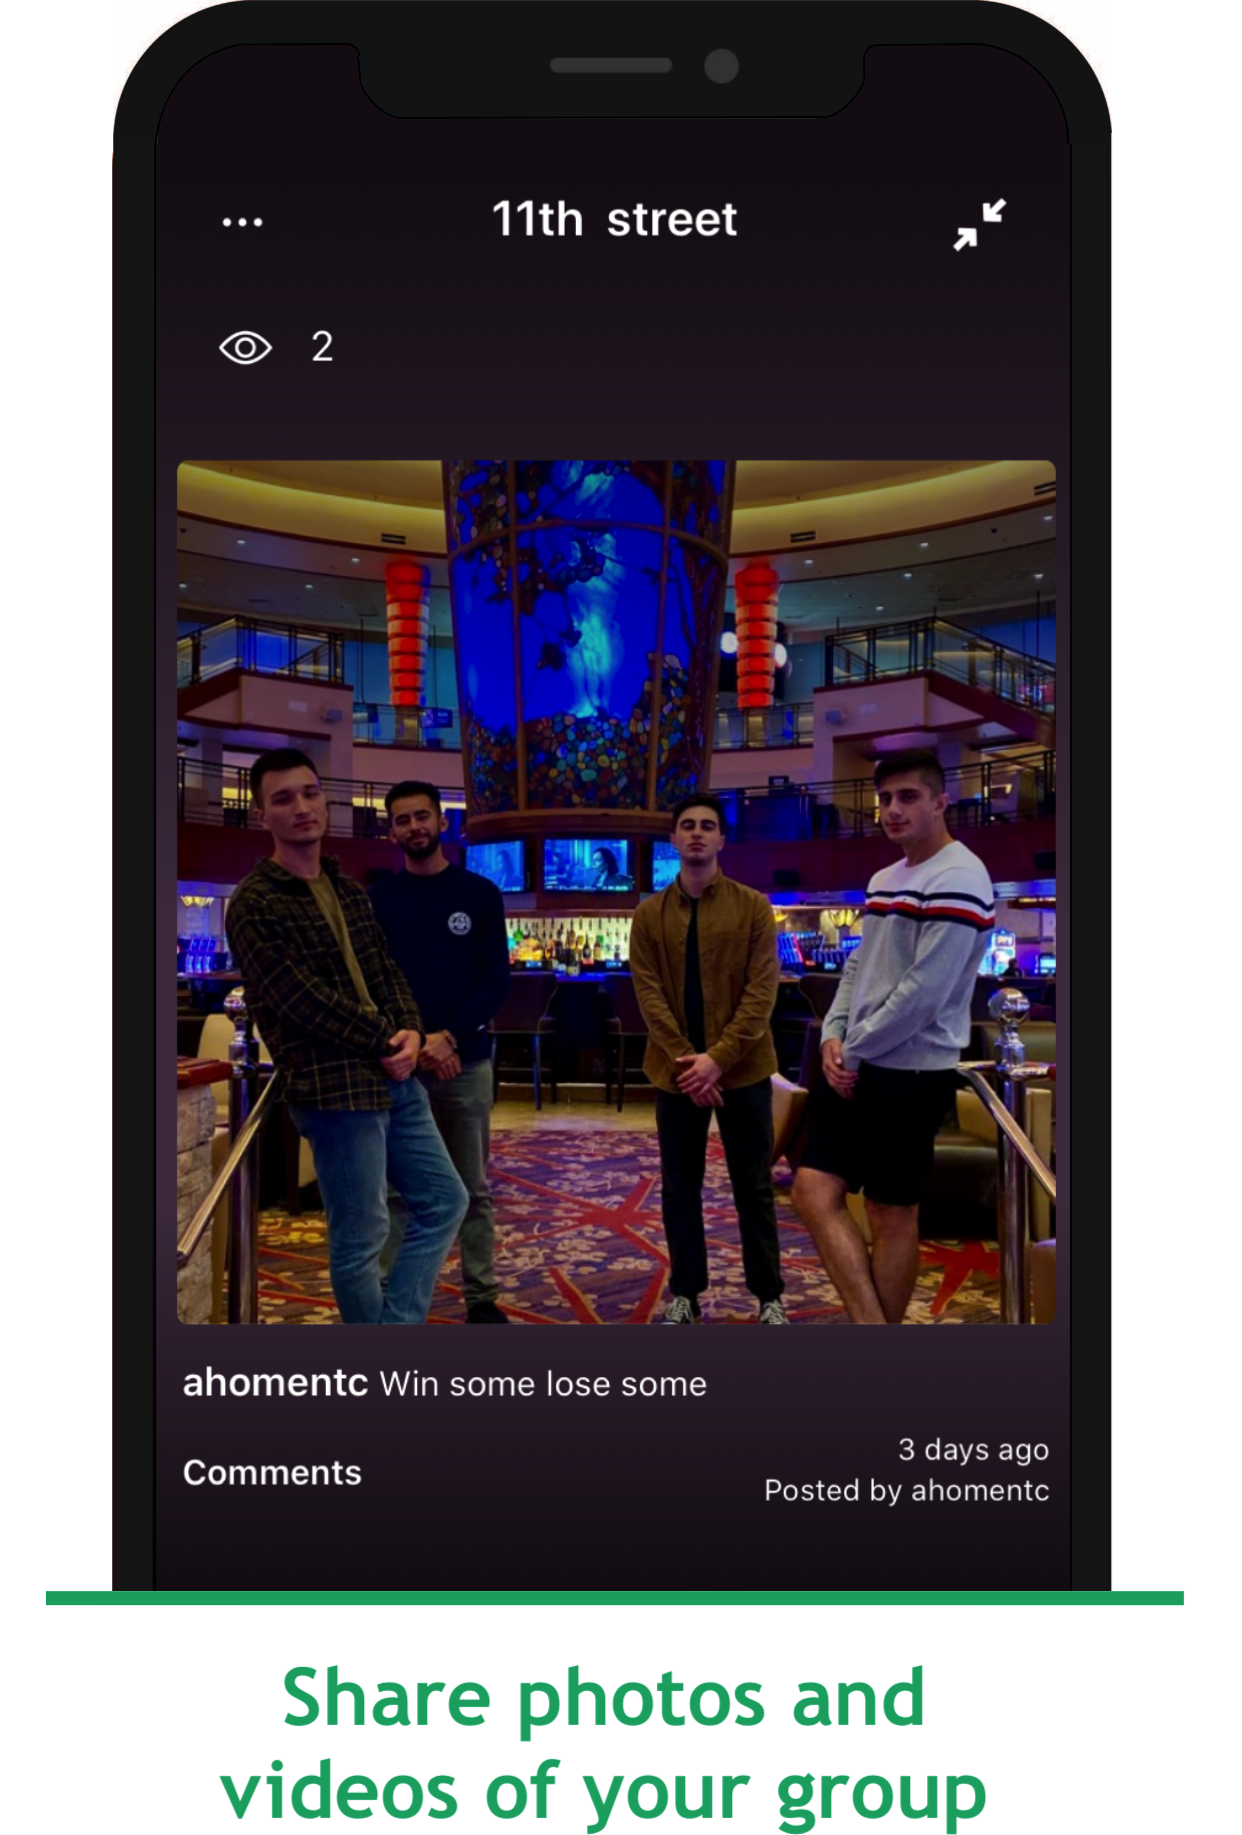 11th street
2
ahomentc Win some lose some
3 days ago
Comments
Posted by ahomentc
Share photos and
videos of your group